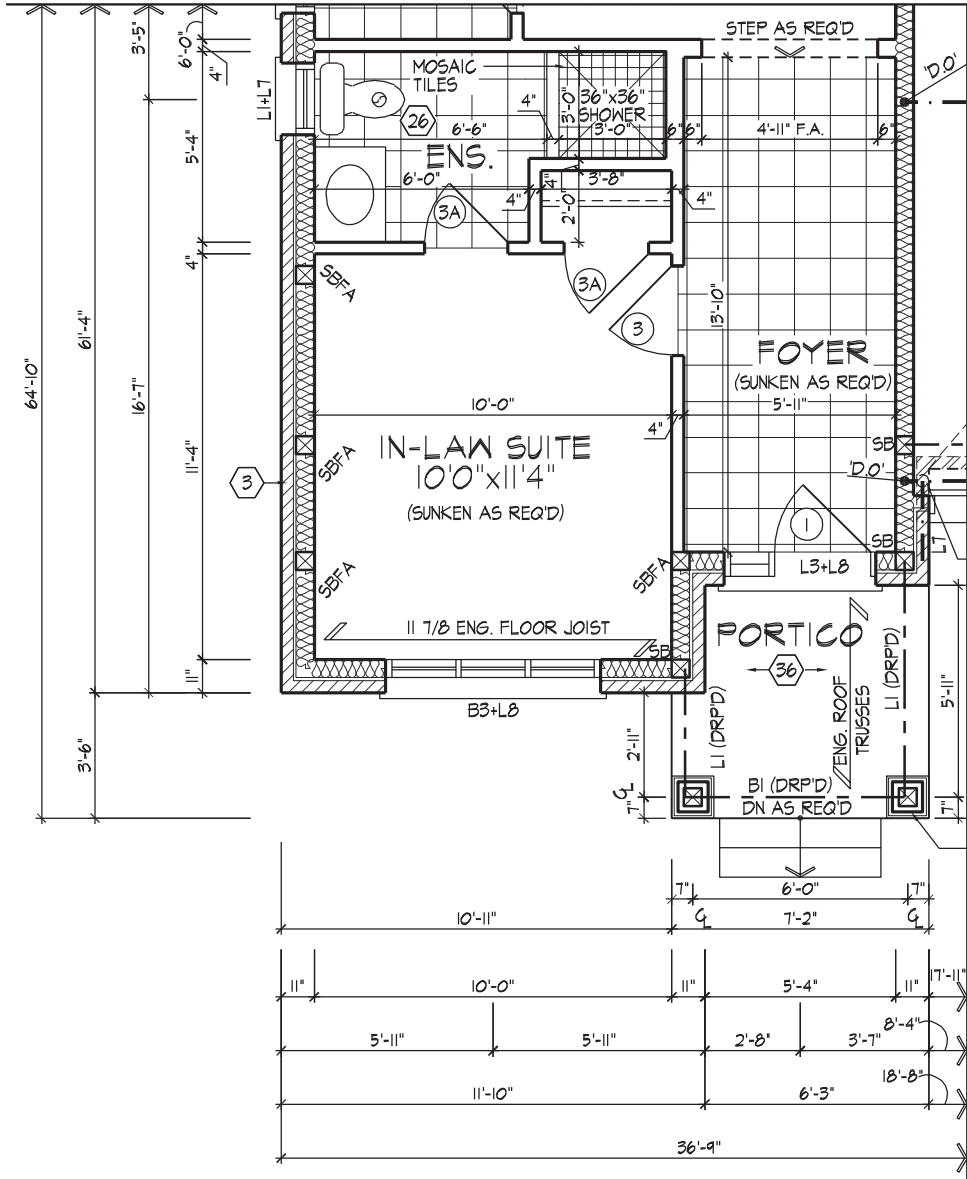 STEP AS REQ'D
'D.O'
3'-5"
6'-0"
4"
L1+L7
MOSAIC
TILES
26
6'-6"
4"
3'-0"
36"x36"
SHOWER
3'-0"
6"
6"
4'-11" F.A.
6"
5'-4"
ENS.
6'-0"
4"
4"
3'-8"
4"
2'-0"
3A
4"
SBFA
3A
3
13'-10"
FOYER
(SUNKEN AS REQ'D)
5'-11"
64'-10"
61'-4"
16'-7"
11'-4"
10'-0"
4"
IN-LAW SUITE
10'0"x11'4"
(SUNKEN AS REQ'D)
SBFA
3
SB
'D.O'
1
SB
L7
SBFA
SBFA
L3+L8
11 7/8 ENG. FLOOR JOIST
SB
PORTICO
36
11"
B3+L8
L1 (DRP'D)
ENG. ROOF
TRUSSES
L1 (DRP'D)
5'-11"
3'-6"
2'-11"
CL
7"
B1 (DRP'D)
DN AS REQ'D
7"
7"
6'-0"
7"
10'-11"
CL
7'-2"
CL
11"
10'-0"
11"
5'-4"
11"
17'-11"
5'-11"
5'-11"
2'-8"
3'-7"
8'-4"
11'-10"
6'-3"
18'-8"
36'-9"